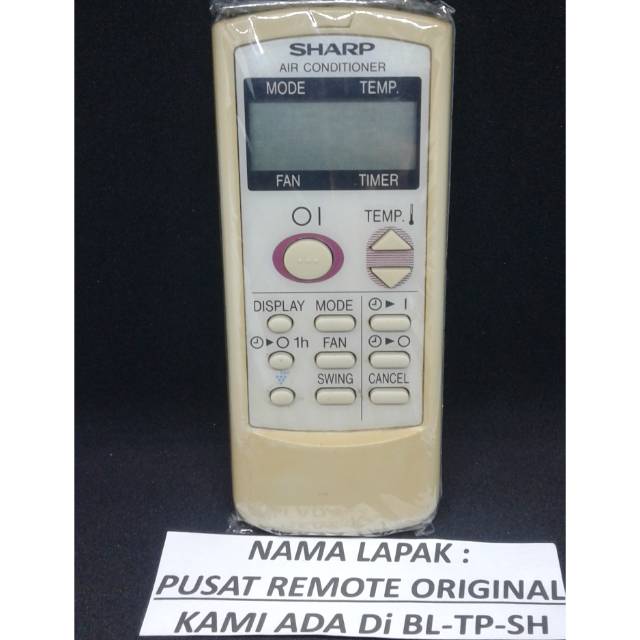 SHARP
AIR CONDITIONER
MODE TEMP.
FAN TIMER
○ I TEMP.
DISPLAY MODE ► I
► ○ 1h FAN ► ○
SWING CANCEL
NAMA LAPAK :
PUSAT REMOTE ORIGINAL
KAMI ADA Di BL-TP-SH